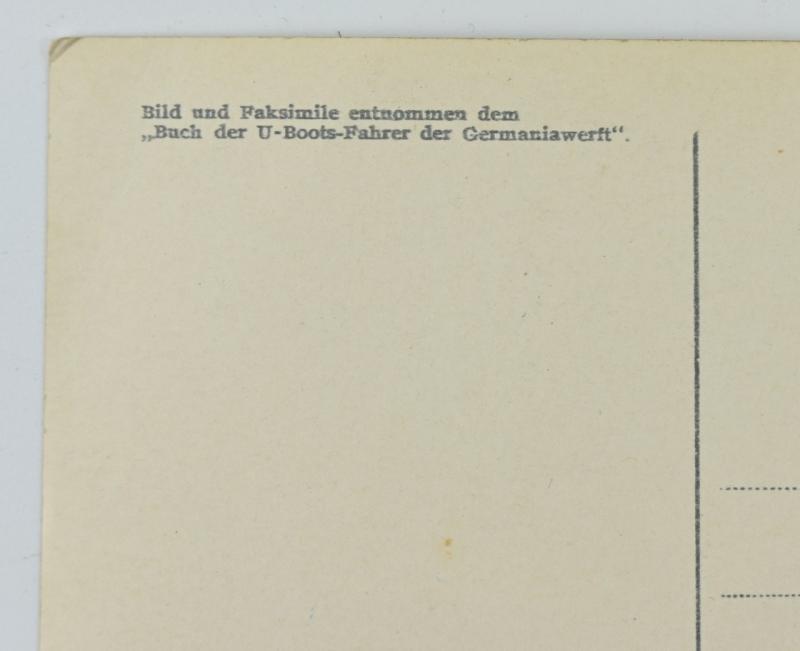 Bild und Faksimile entnommen dem
„Buch der U-Boots-Fahrer der Germaniawerft“.